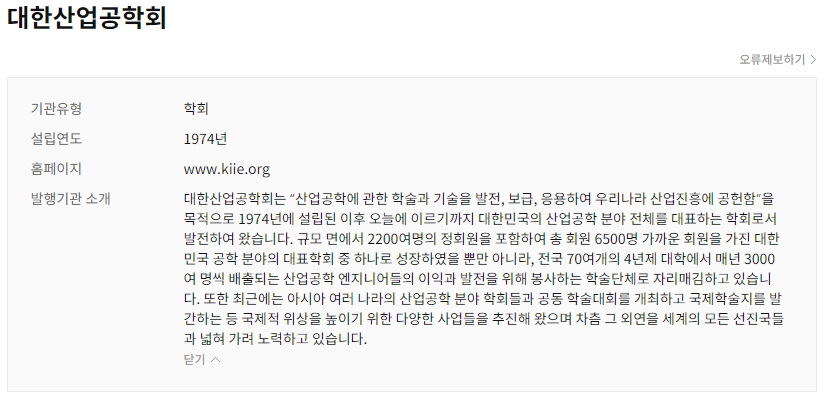 대한산업공학회
오류제보하기
기관유형 학회
설립연도 1974년
홈페이지 www.kiie.org
발행기관 소개 대한산업공학회는 “산업공학에 관한 학술과 기술을 발전, 보급, 응용하여 우리나라 산업진흥에 공헌함”을
목적으로 1974년에 설립된 이후 오늘에 이르기까지 대한민국의 산업공학 분야 전체를 대표하는 학회로서
발전하여 왔습니다. 규모 면에서 2200여명의 정회원을 포함하여 총 회원 6500명 가까운 회원을 가진 대한
민국 공학 분야의 대표학회 중 하나로 성장하였을 뿐만 아니라, 전국 70여개의 4년제 대학에서 매년 3000
여 명씩 배출되는 산업공학 엔지니어들의 이익과 발전을 위해 봉사하는 학술단체로 자리매김하고 있습니
다. 또한 최근에는 아시아 여러 나라의 산업공학 분야 학회들과 공동 학술대회를 개최하고 국제학술지를 발
간하는 등 국제적 위상을 높이기 위한 다양한 사업들을 추진해 왔으며 차츰 그 외연을 세계의 모든 선진국들
과 넓혀 가려 노력하고 있습니다.
닫기